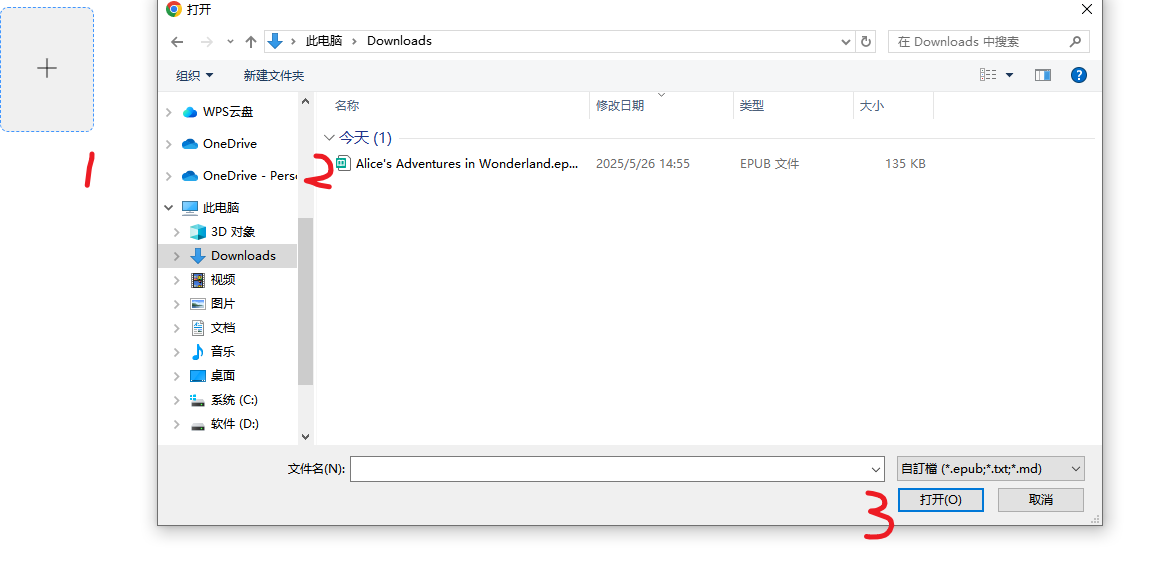 打开
此电脑 Downloads
在 Downloads 中搜索
组织 新建文件夹
WPS云盘
OneDrive
OneDrive - Pers
此电脑
3D 对象
Downloads
视频
图片
文档
音乐
桌面
系统 (C:)
软件 (D:)
名称 修改日期 类型 大小
今天 (1)
Alice's Adventures in Wonderland.ep... 2025/5/26 14:55 EPUB 文件 135 KB
文件名(N): 自訂檔 (*.epub;*.txt;*.md)
打开(O) 取消
1
2
3